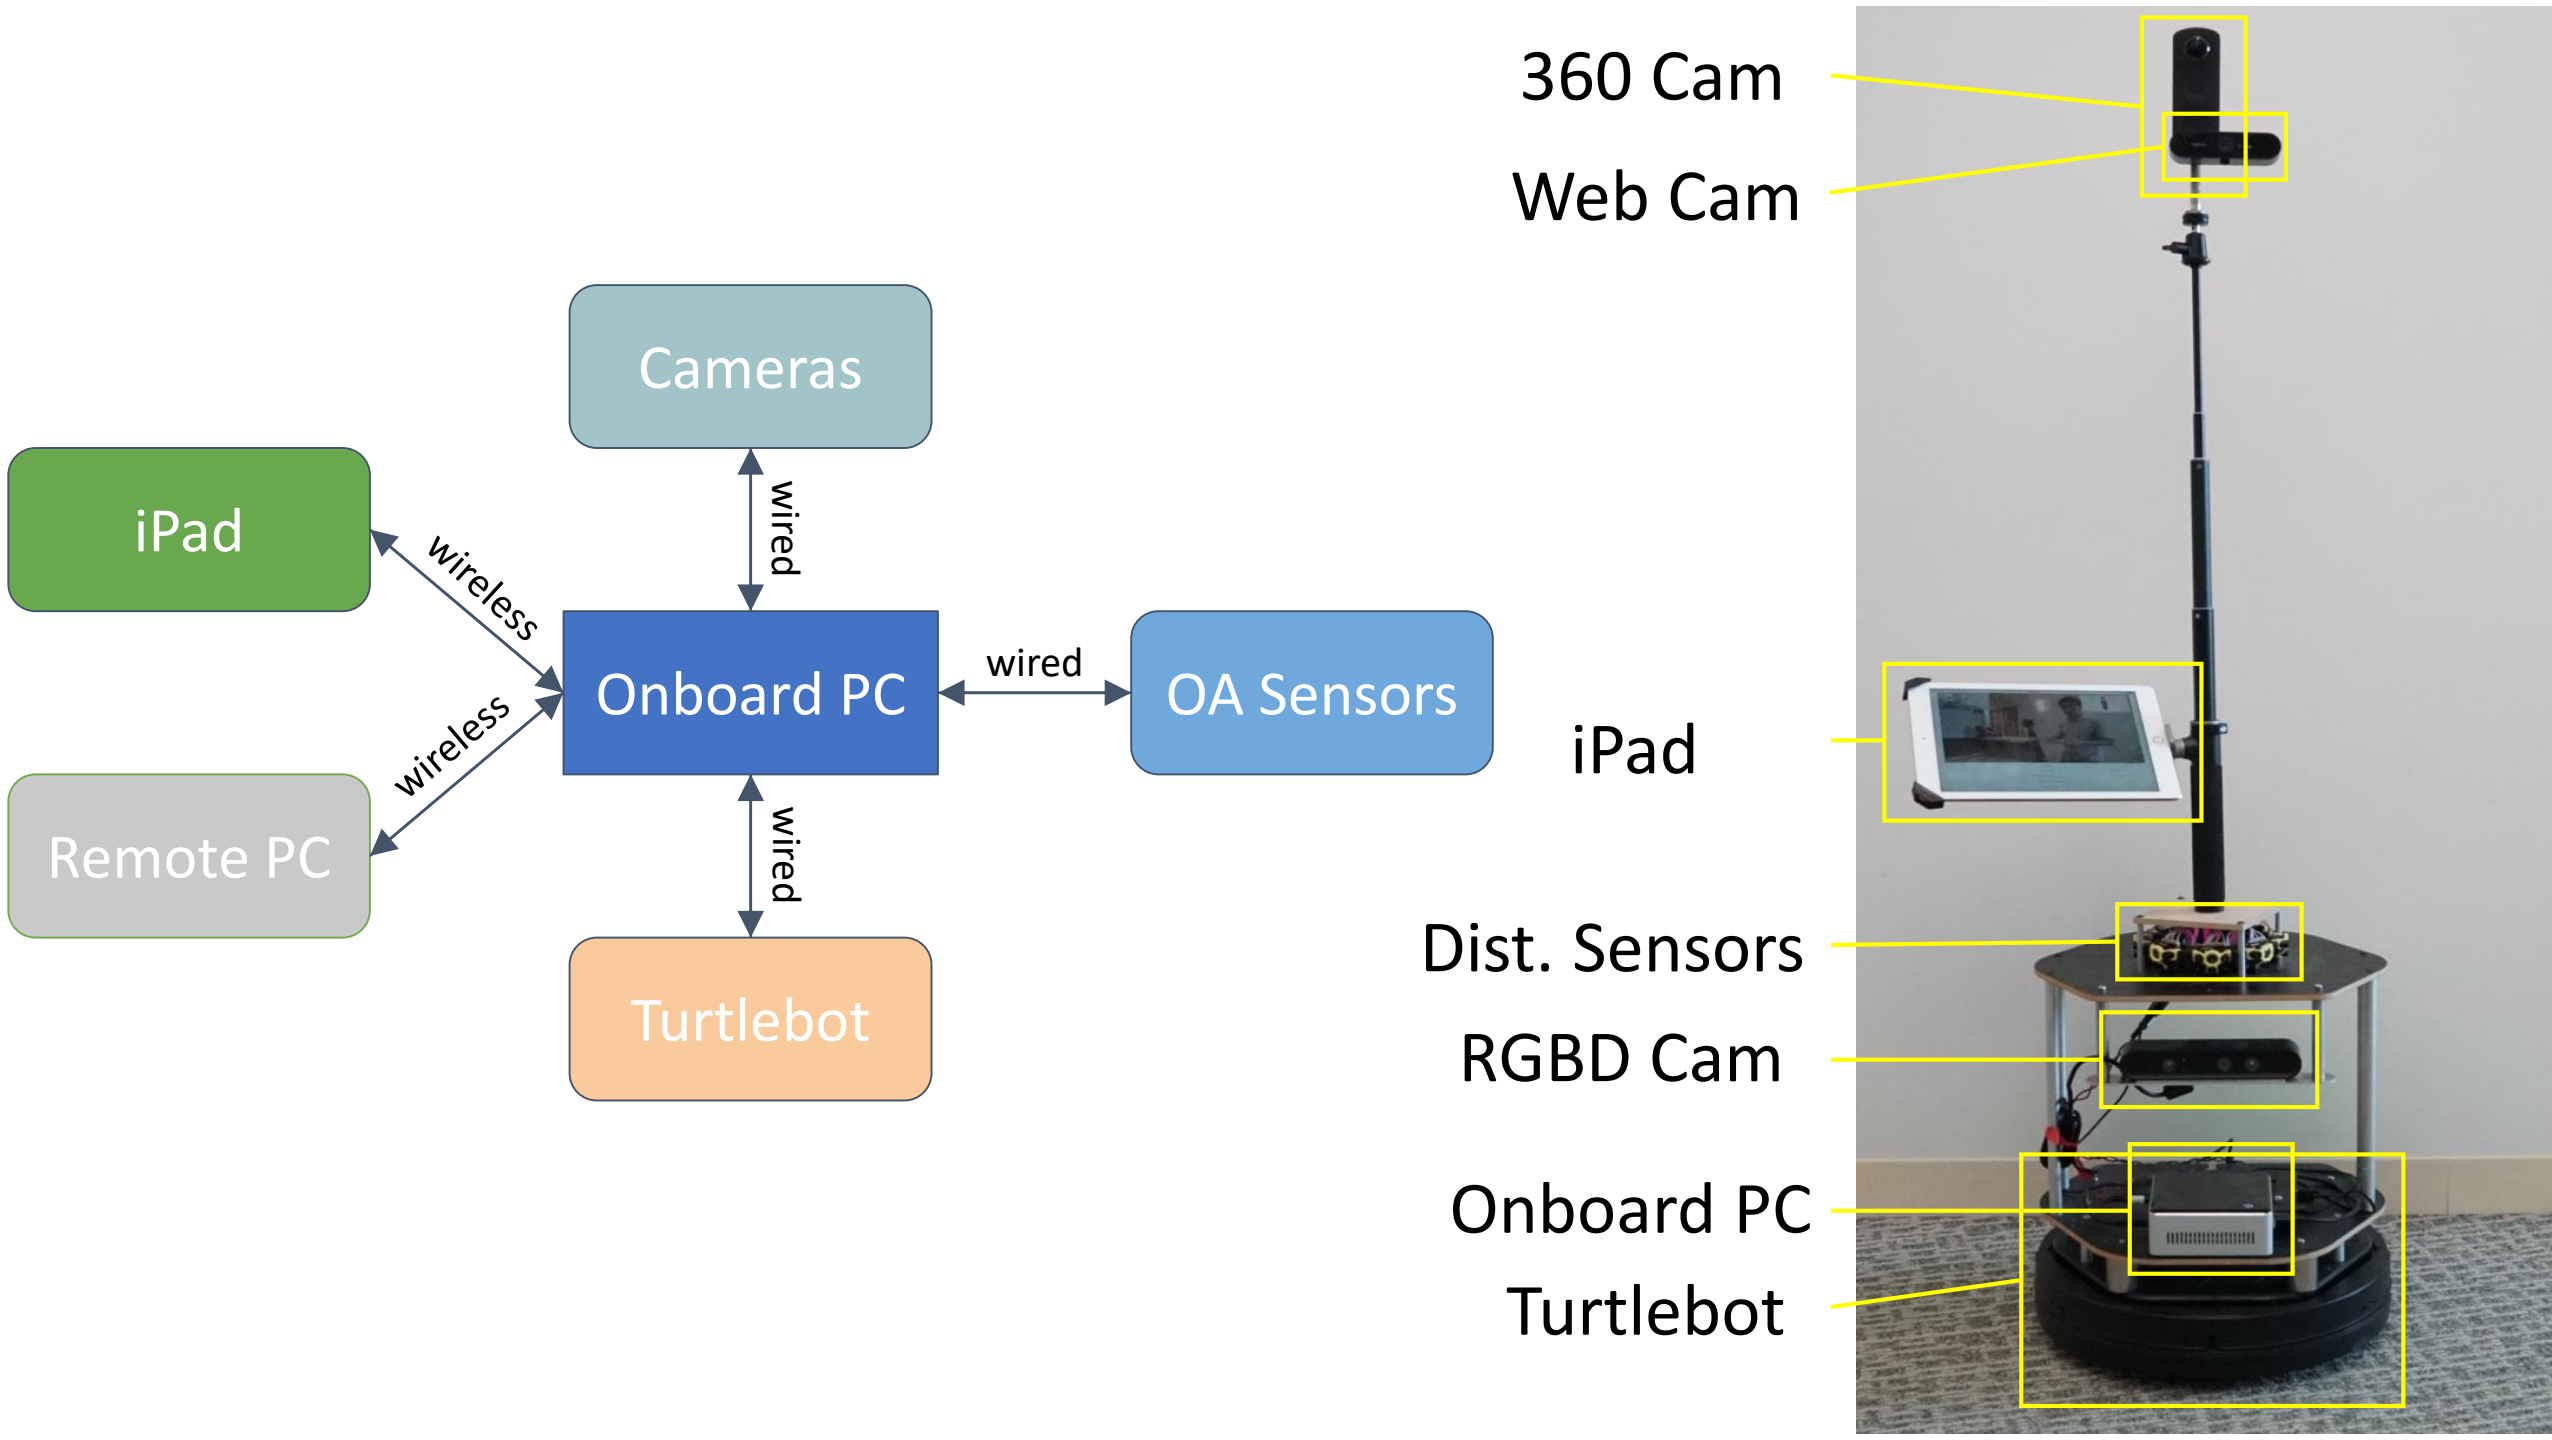 Cameras
iPad
wireless
wired
Onboard PC
wired
OA Sensors
wireless
Remote PC
wired
Turtlebot
360 Cam
Web Cam
iPad
Dist. Sensors
RGBD Cam
Onboard PC
Turtlebot